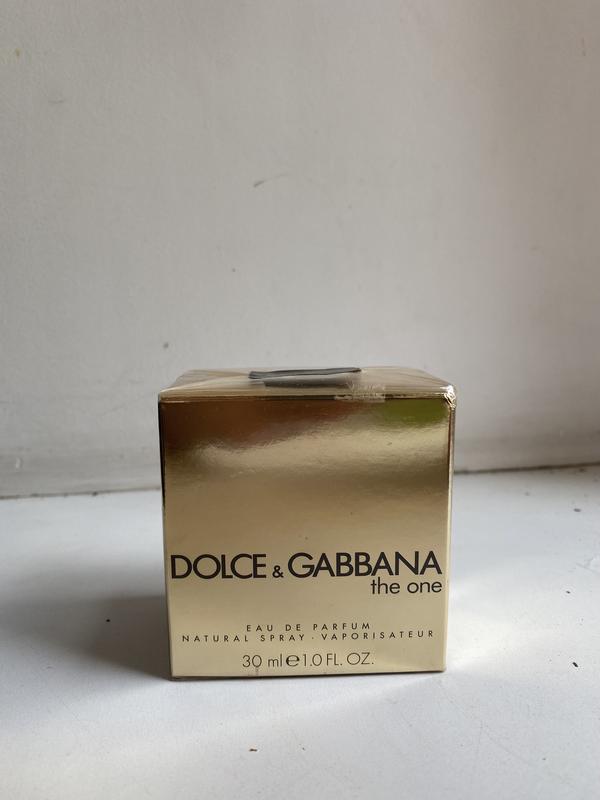 DOLCE & GABBANA
the one
EAU DE PARFUM
NATURAL SPRAY · VAPORISATEUR
30 ml e 1.0 FL. OZ.